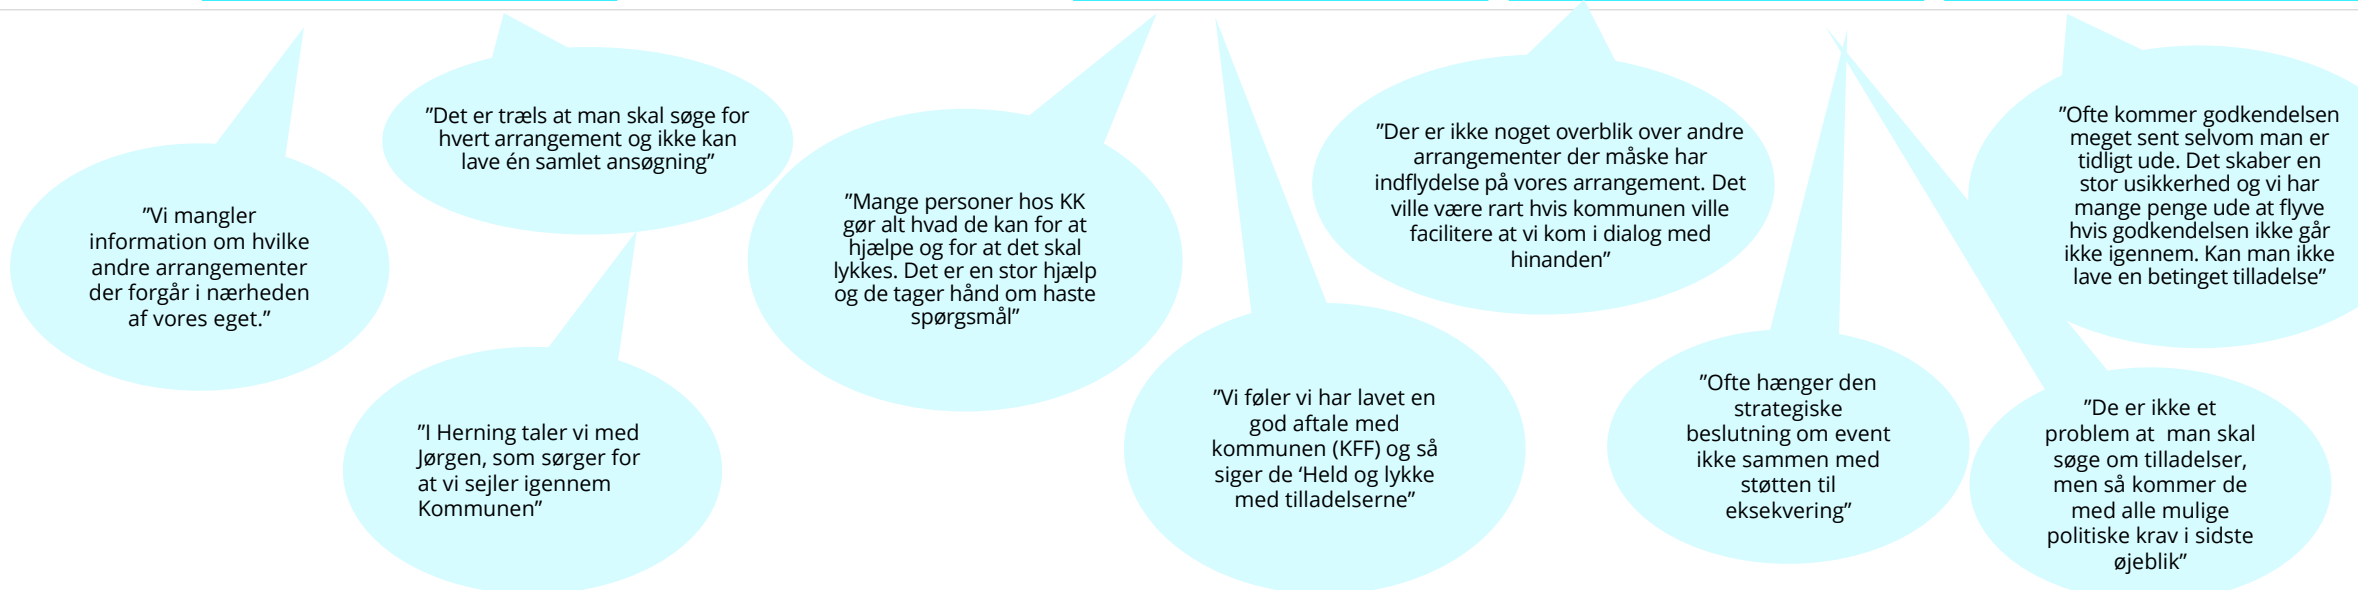 ”Vi mangler
information om hvilke
andre arrangementer
der forgår i nærheden
af vores eget.”
”Det er træls at man skal søge for
hvert arrangement og ikke kan
lave én samlet ansøgning”
”I Herning taler vi med
Jørgen, som sørger for
at vi sejler igennem
Kommunen”
”Mange personer hos KK
gør alt hvad de kan for at
hjælpe og for at det skal
lykkes. Det er en stor hjælp
og de tager hånd om haste
spørgsmål”
”Vi føler vi har lavet en
god aftale med
kommunen (KFF) og så
siger de ‘Held og lykke
med tilladelserne”
”Der er ikke noget overblik over andre
arrangementer der måske har
indflydelse på vores arrangement. Det
ville være rart hvis kommunen ville
facilitere at vi kom i dialog med
hinanden”
”Ofte hænger den
strategiske
beslutning om event
ikke sammen med
støtten til
eksekvering”
”Ofte kommer godkendelsen
meget sent selvom man er
tidligt ude. Det skaber en
stor usikkerhed og vi har
mange penge ude at flyve
hvis godkendelsen ikke går
ikke igennem. Kan man ikke
lave en betinget tilladelse”
”De er ikke et
problem at  man skal
søge om tilladelser,
men så kommer de
med alle mulige
politiske krav i sidste
øjeblik”